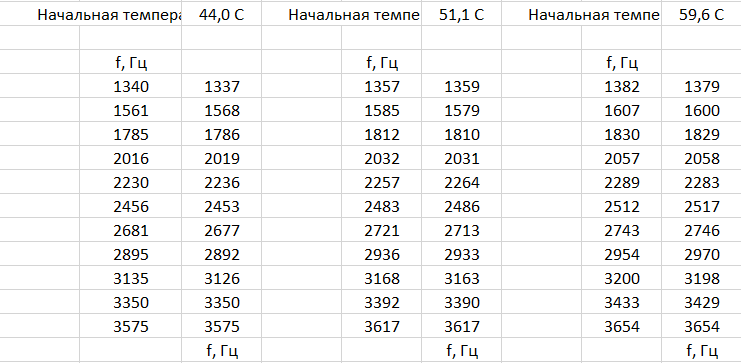 Начальная темпера 44,0 С Начальная темпе 51,1 С Начальная темпе 59,6 С
f, Гц f, Гц f, Гц
1340 1337 1357 1359 1382 1379
1561 1568 1585 1579 1607 1600
1785 1786 1812 1810 1830 1829
2016 2019 2032 2031 2057 2058
2230 2236 2257 2264 2289 2283
2456 2453 2483 2486 2512 2517
2681 2677 2721 2713 2743 2746
2895 2892 2936 2933 2954 2970
3135 3126 3168 3163 3200 3198
3350 3350 3392 3390 3433 3429
3575 3575 3617 3617 3654 3654
f, Гц f, Гц f, Гц